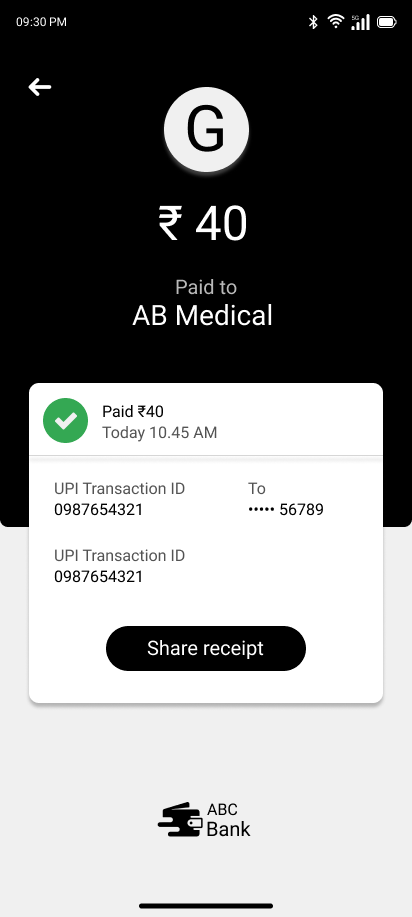 09:30 PM
5G
G
₹ 40
Paid to
AB Medical
Paid ₹40
Today 10.45 AM
UPI Transaction ID
0987654321
To
••••• 56789
UPI Transaction ID
0987654321
Share receipt
ABC
Bank